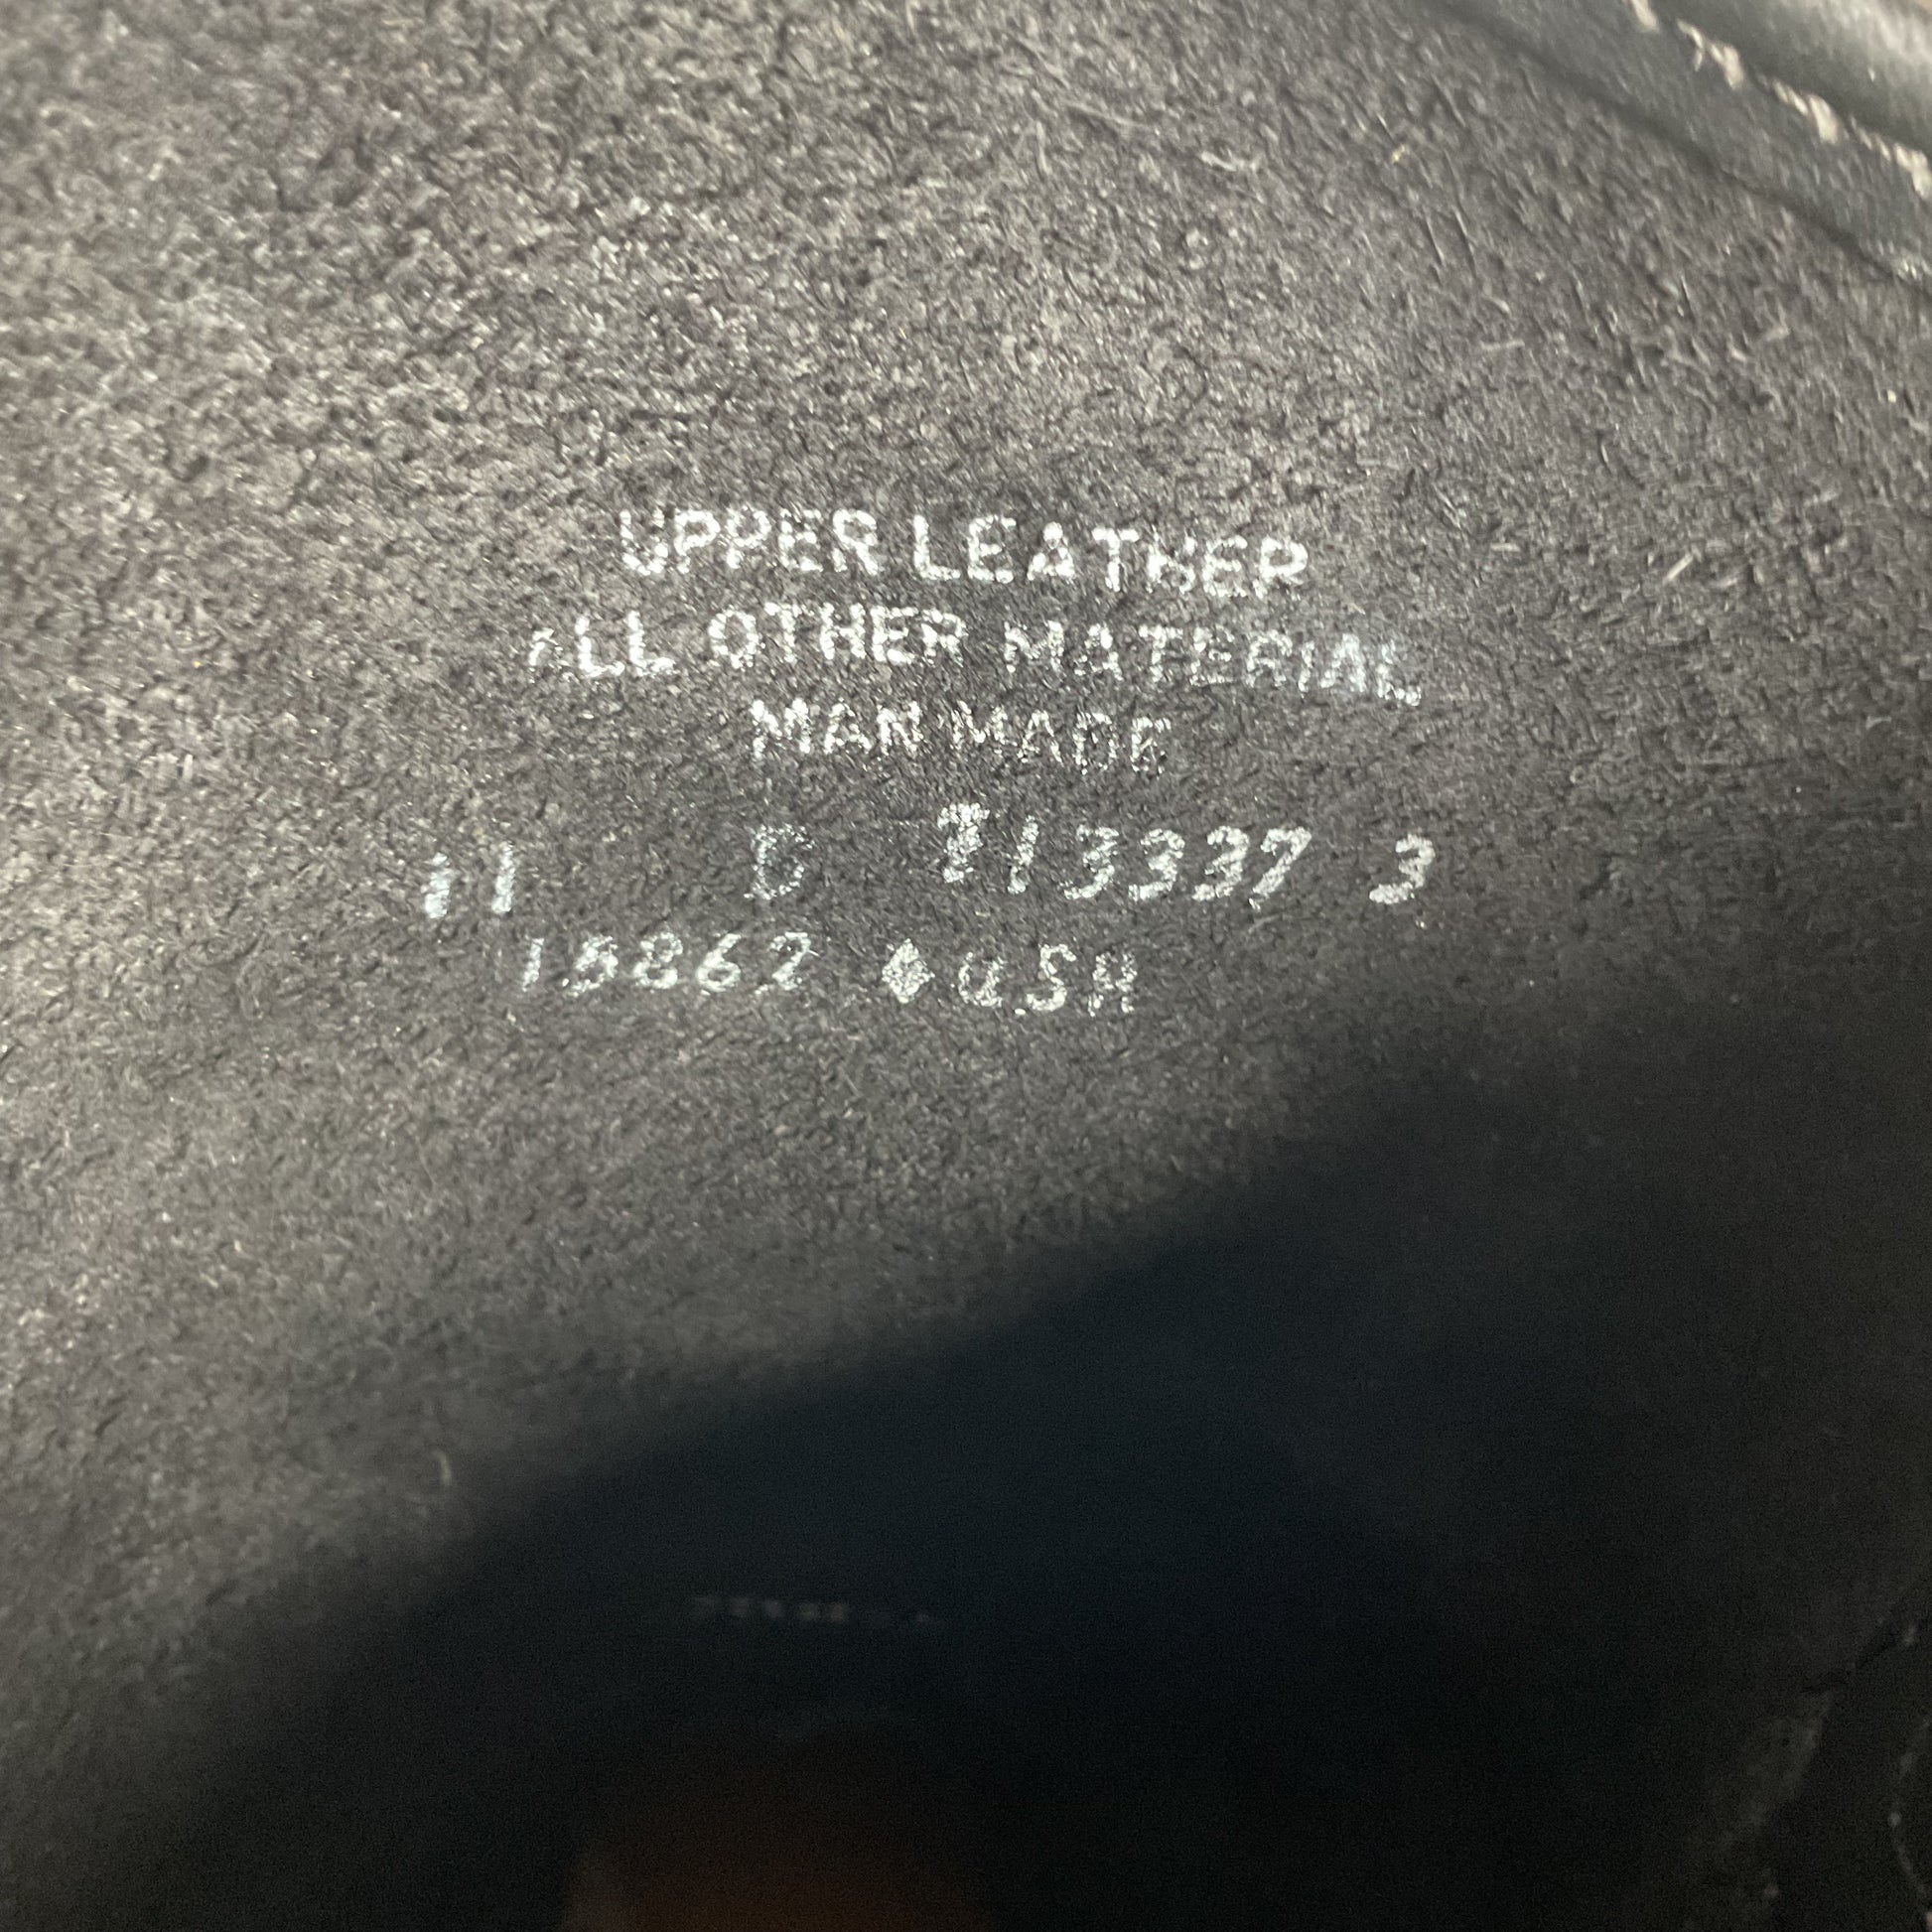 UPPER LEATHER
ALL OTHER MATERIAL
MAN MADE
11 D 713337 3
15862 ◆ USA